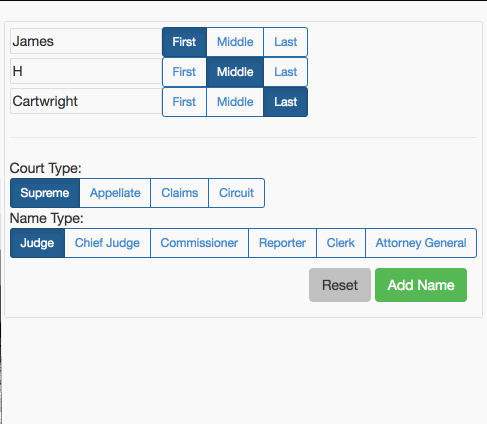 James First Middle Last
H First Middle Last
Cartwright First Middle Last
Court Type:
Supreme Appellate Claims Circuit
Name Type:
Judge Chief Judge Commissioner Reporter Clerk Attorney General
Reset Add Name